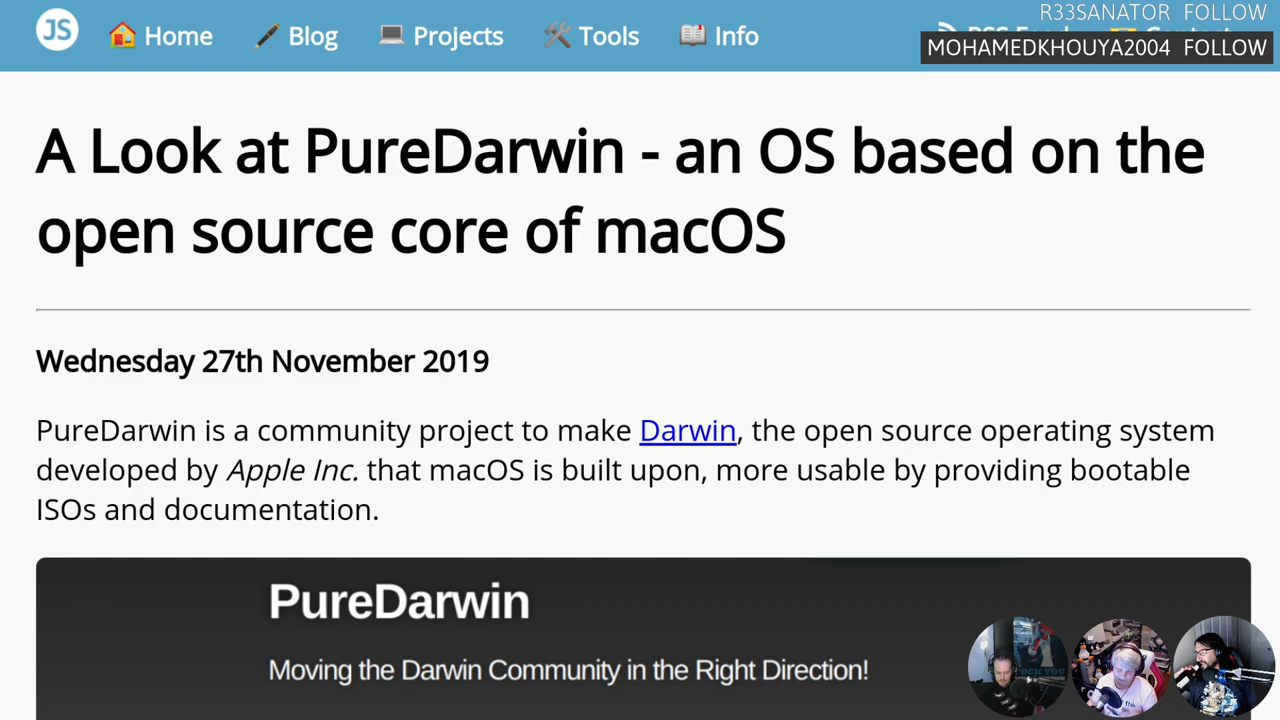 R33SANATOR FOLLOW
JS Home Blog Projects Tools Info
MOHAMEDKHOUYA2004 FOLLOW
A Look at PureDarwin - an OS based on the
open source core of macOS
Wednesday 27th November 2019
PureDarwin is a community project to make Darwin, the open source operating system
developed by Apple Inc. that macOS is built upon, more usable by providing bootable
ISOs and documentation.
PureDarwin
Moving the Darwin Community in the Right Direction!